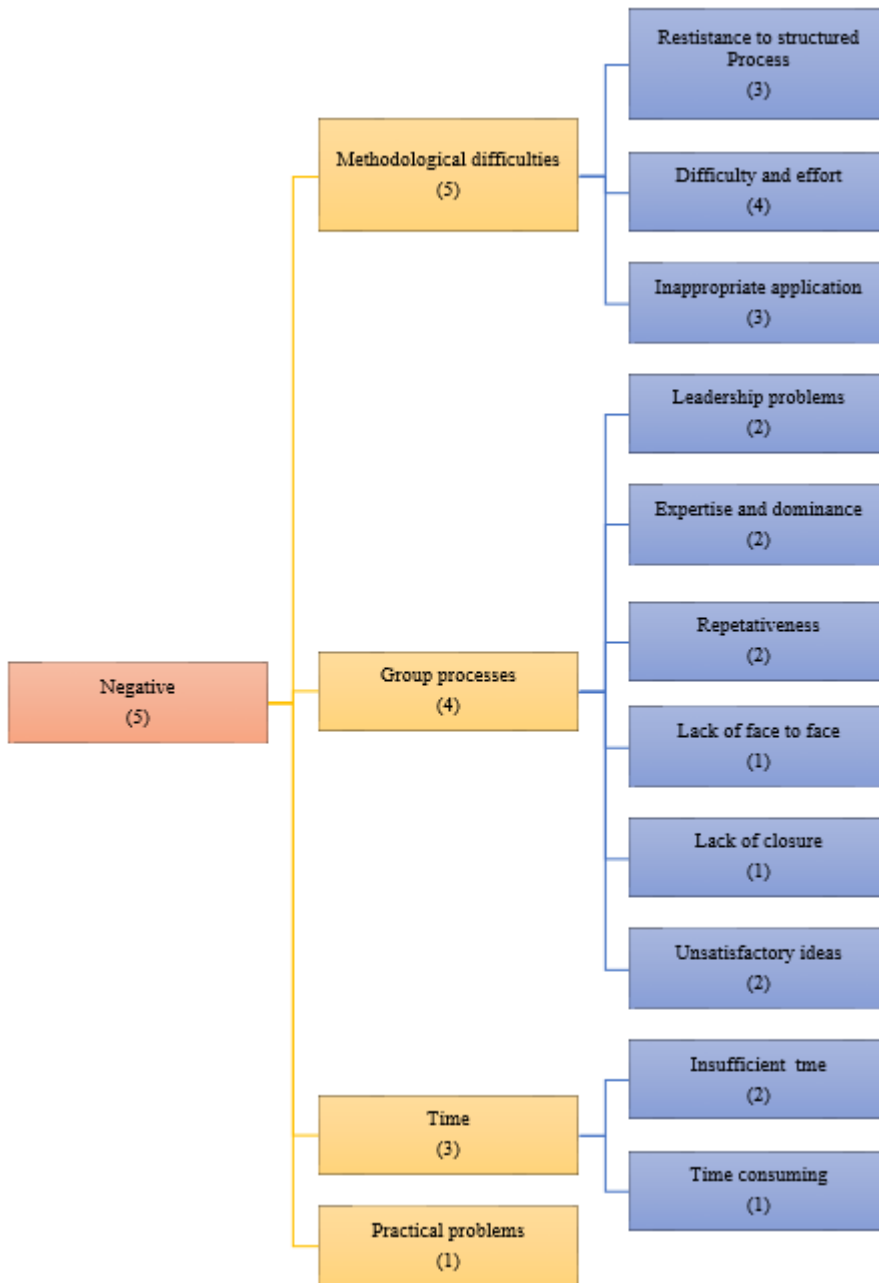 Restistance to structured
Process
(3)
Methodological difficulties
(5)
Difficulty and effort
(4)
Inappropriate application
(3)
Leadership problems
(2)
Expertise and dominance
(2)
Repetativeness
(2)
Negative
(5)
Group processes
(4)
Lack of face to face
(1)
Lack of closure
(1)
Unsatisfactory ideas
(2)
Insufficient tme
(2)
Time
(3)
Time consuming
(1)
Practical problems
(1)